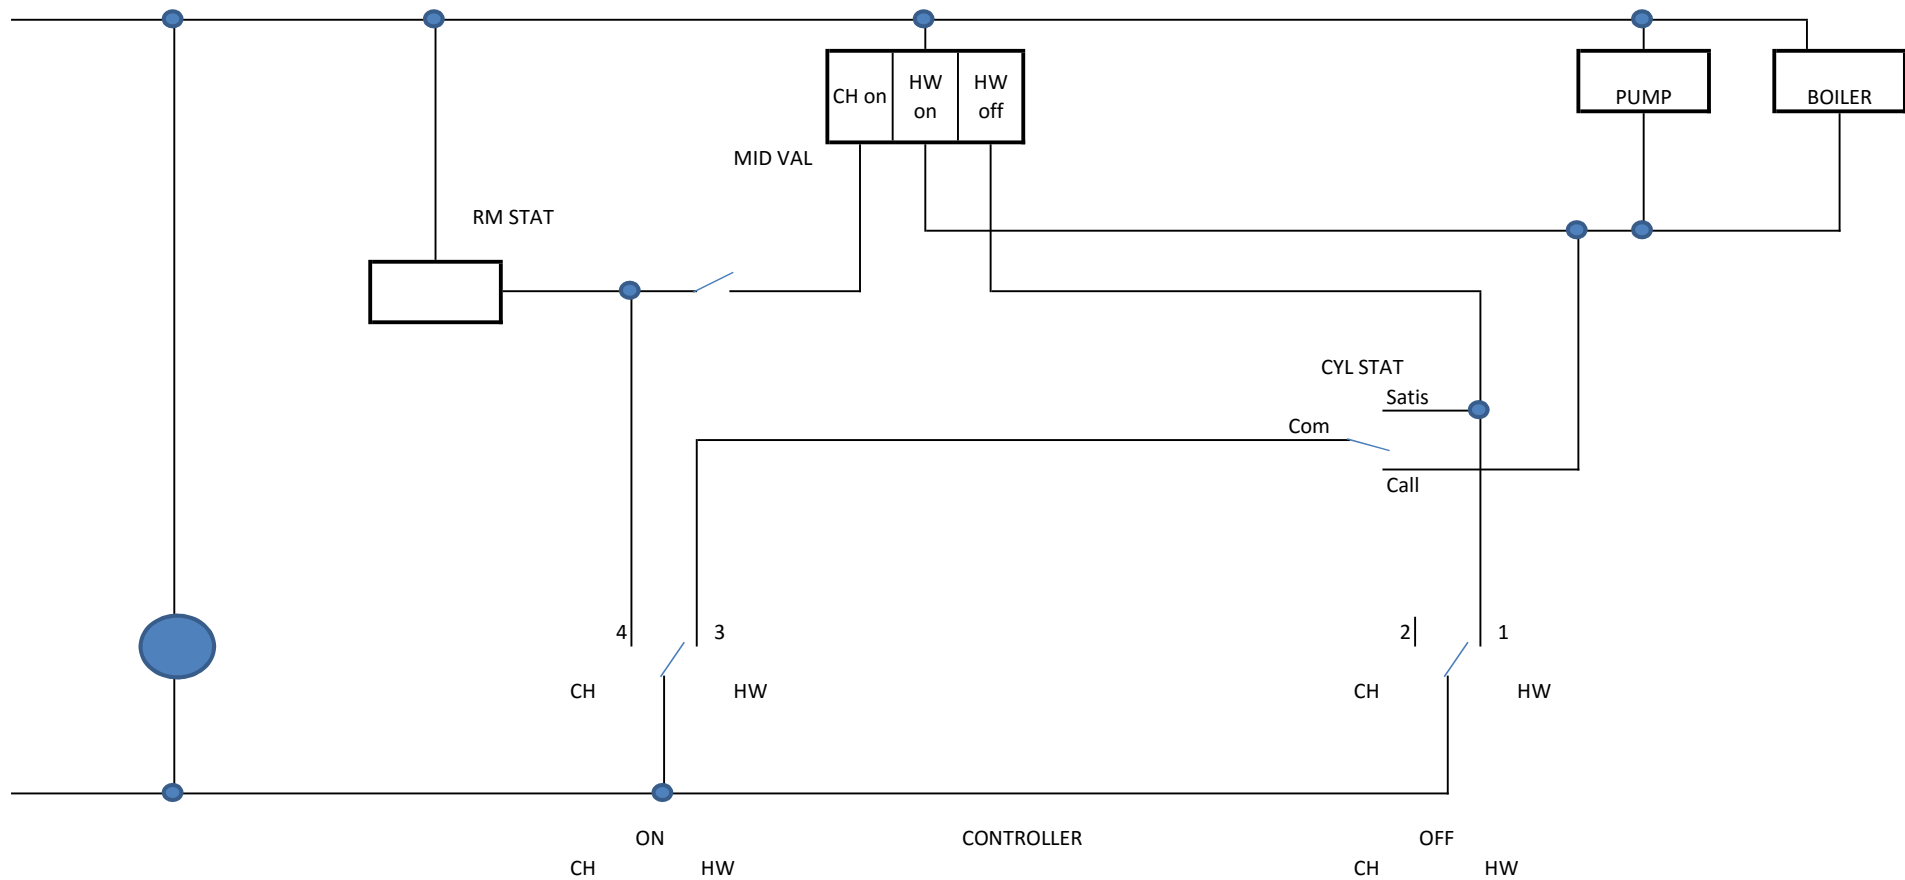 CH on
HW
on
HW
off
PUMP
BOILER
MID VAL
RM STAT
CYL STAT
Satis
Com
Call
4
3
2
1
CH
HW
CH
HW
ON
CONTROLLER
OFF
CH
HW
CH
HW